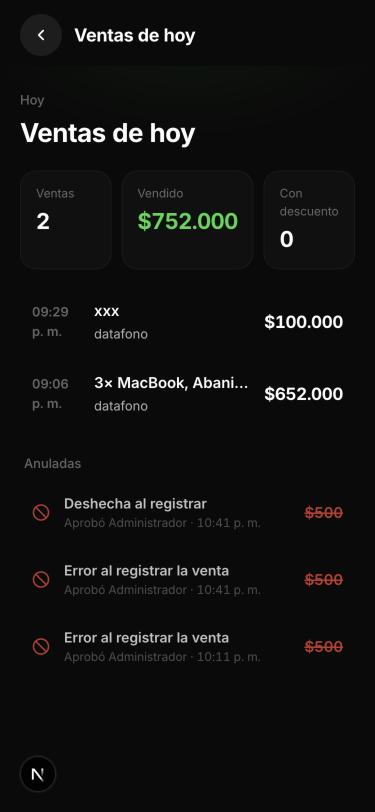 Ventas de hoy
Hoy
Ventas de hoy
Ventas
2
Vendido
$752.000
Con
descuento
0
09:29
p. m.
xxx
datafono
$100.000
09:06
p. m.
3× MacBook, Abani...
datafono
$652.000
Anuladas
Deshecha al registrar
Aprobó Administrador · 10:41 p. m.
$500
Error al registrar la venta
Aprobó Administrador · 10:41 p. m.
$500
Error al registrar la venta
Aprobó Administrador · 10:11 p. m.
$500
N